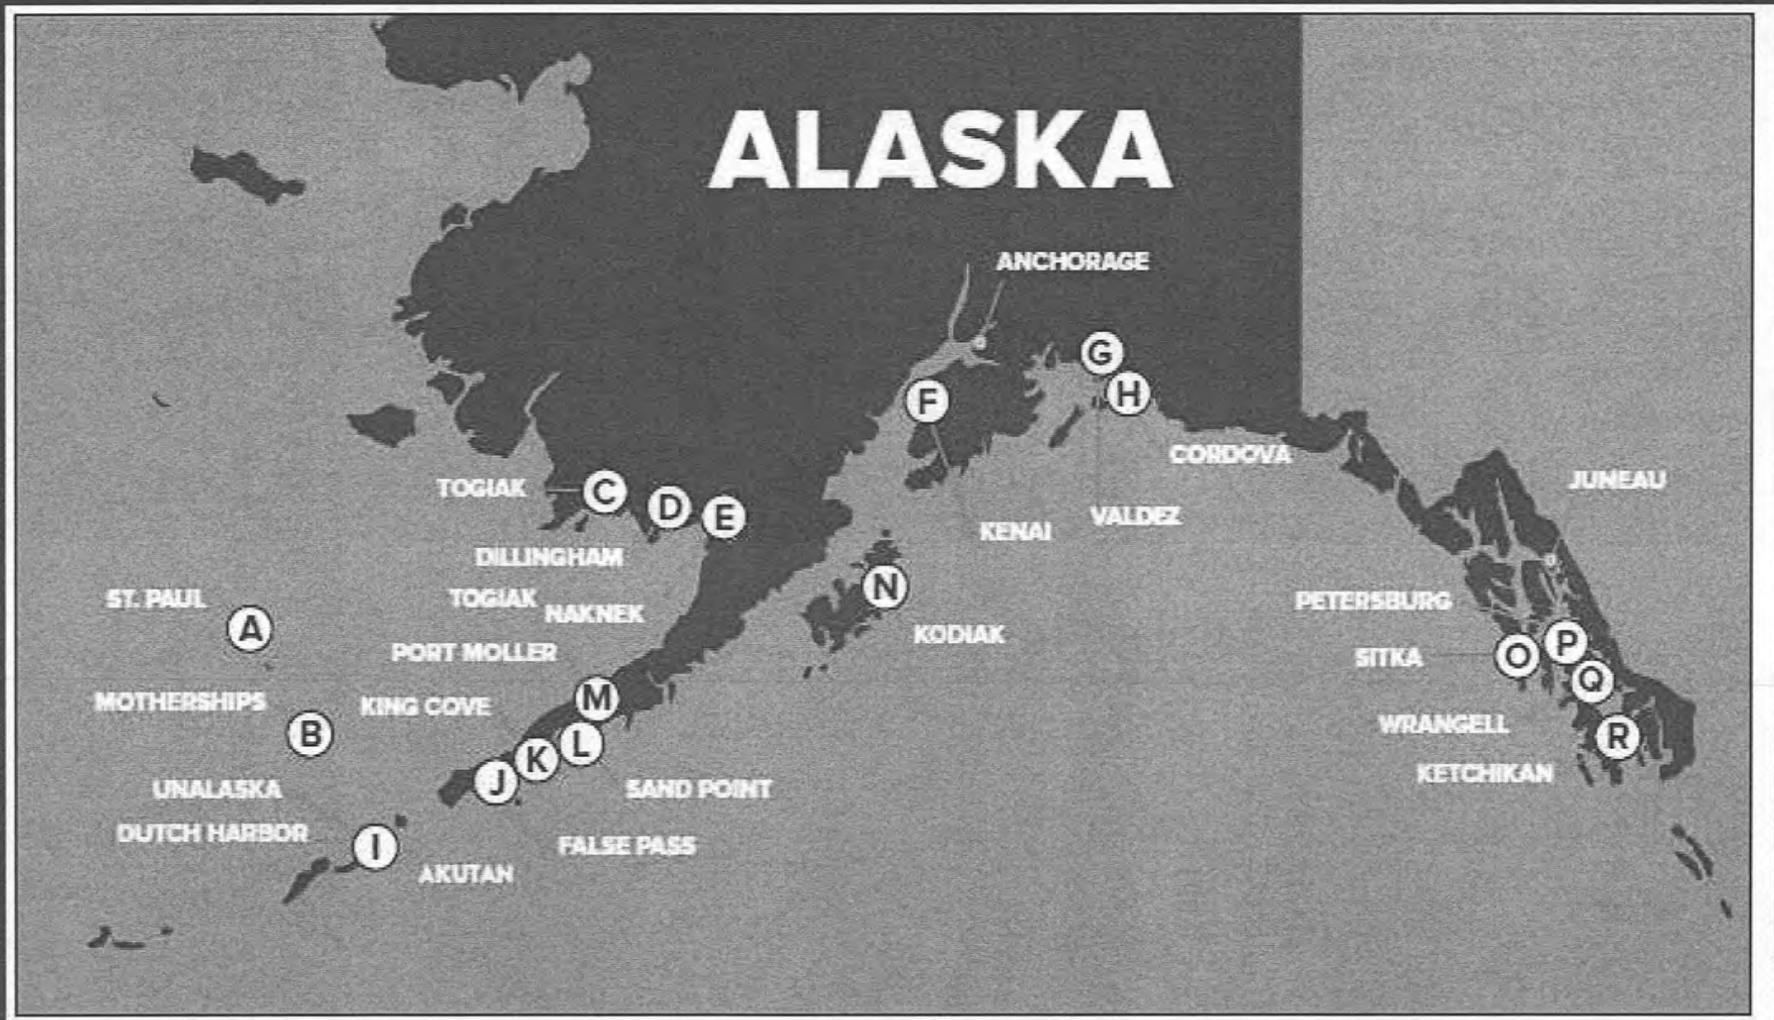 ALASKA
ANCHORAGE
G
H
F
CORDOVA
JUNEAU
TOGIAK
C
D
E
VALDEZ
KENAI
DILLINGHAM
ST. PAUL
TOGIAK
NAKNEK
N
PETERSBURG
A
KODIAK
P
PORT MOLLER
SITKA
O
Q
MOTHERSHIPS
KING COVE
M
B
L
WRANGELL
R
K
J
KETCHIKAN
UNALASKA
SAND POINT
DUTCH HARBOR
I
FALSE PASS
AKUTAN